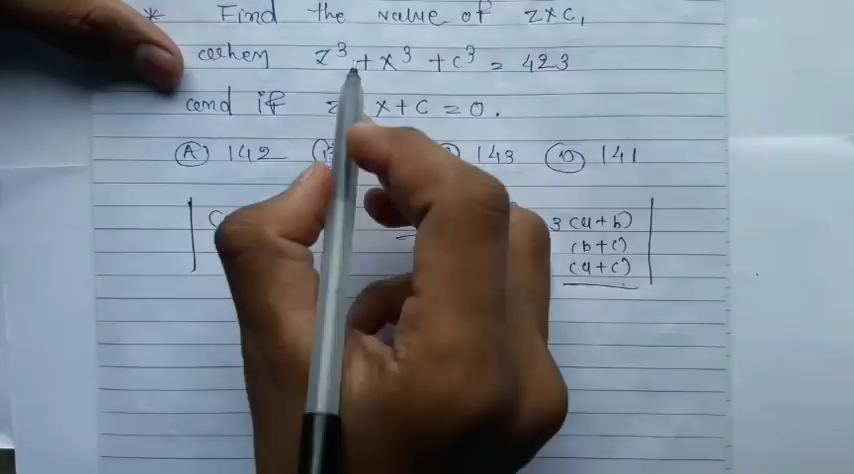 * Find the value of zxc,
when z³ + x³ + c³ = 423
and if z x + c = 0.
(A) 142 143 (D) 141
3 (a+b)
(b+c)
(a+c)